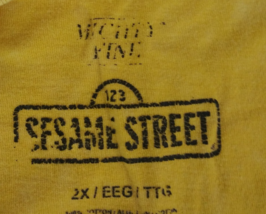 MIGHTY
FINE
123
SESAME STREET
2X / EEG / TTG